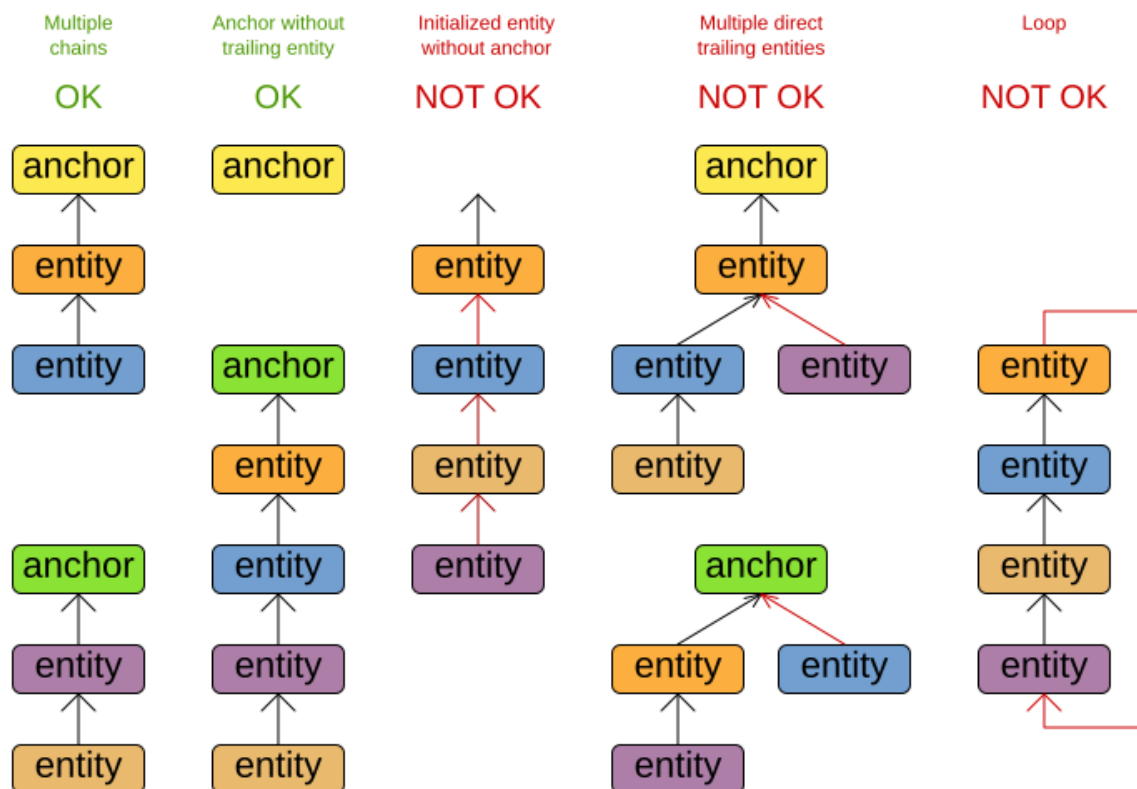 Multiple
chains
OK
anchor
entity
entity
anchor
entity
entity
Anchor without
trailing entity
OK
anchor
anchor
entity
entity
entity
entity
Initialized entity
without anchor
NOT OK
entity
entity
entity
entity
Multiple direct
trailing entities
NOT OK
anchor
entity
entity
entity
entity
anchor
entity
entity
entity
Loop
NOT OK
entity
entity
entity
entity